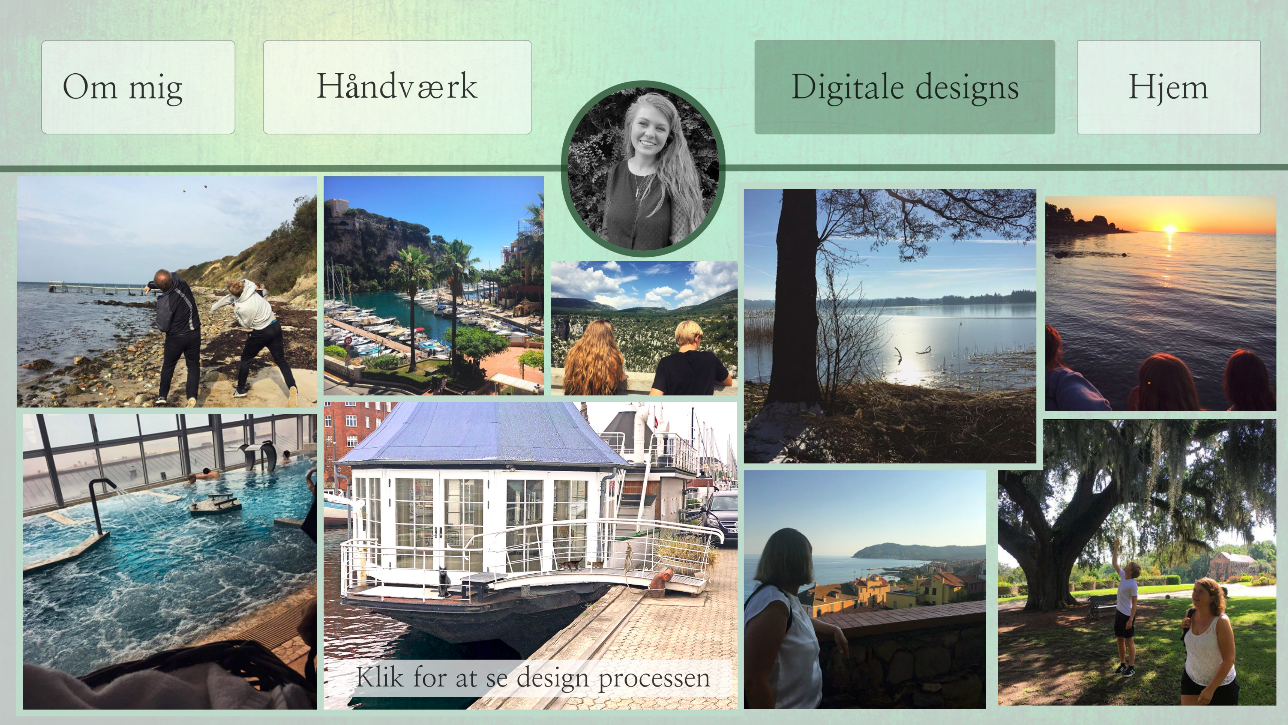 Om mig
Håndværk
Digitale designs
Hjem
Klik for at se design processen